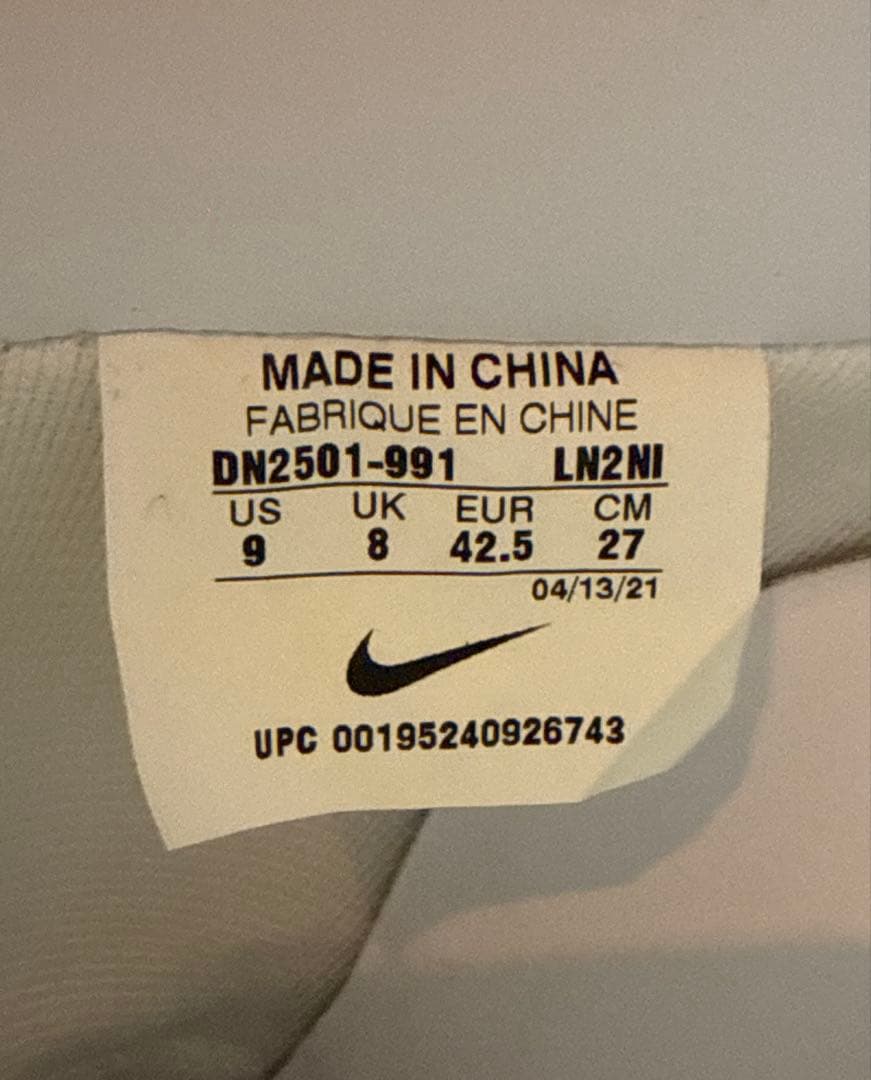 MADE IN CHINA
FABRIQUE EN CHINE
DN2501-991 LN2NI
US UK EUR CM
9 8 42.5 27
04/13/21
UPC 00195240926743